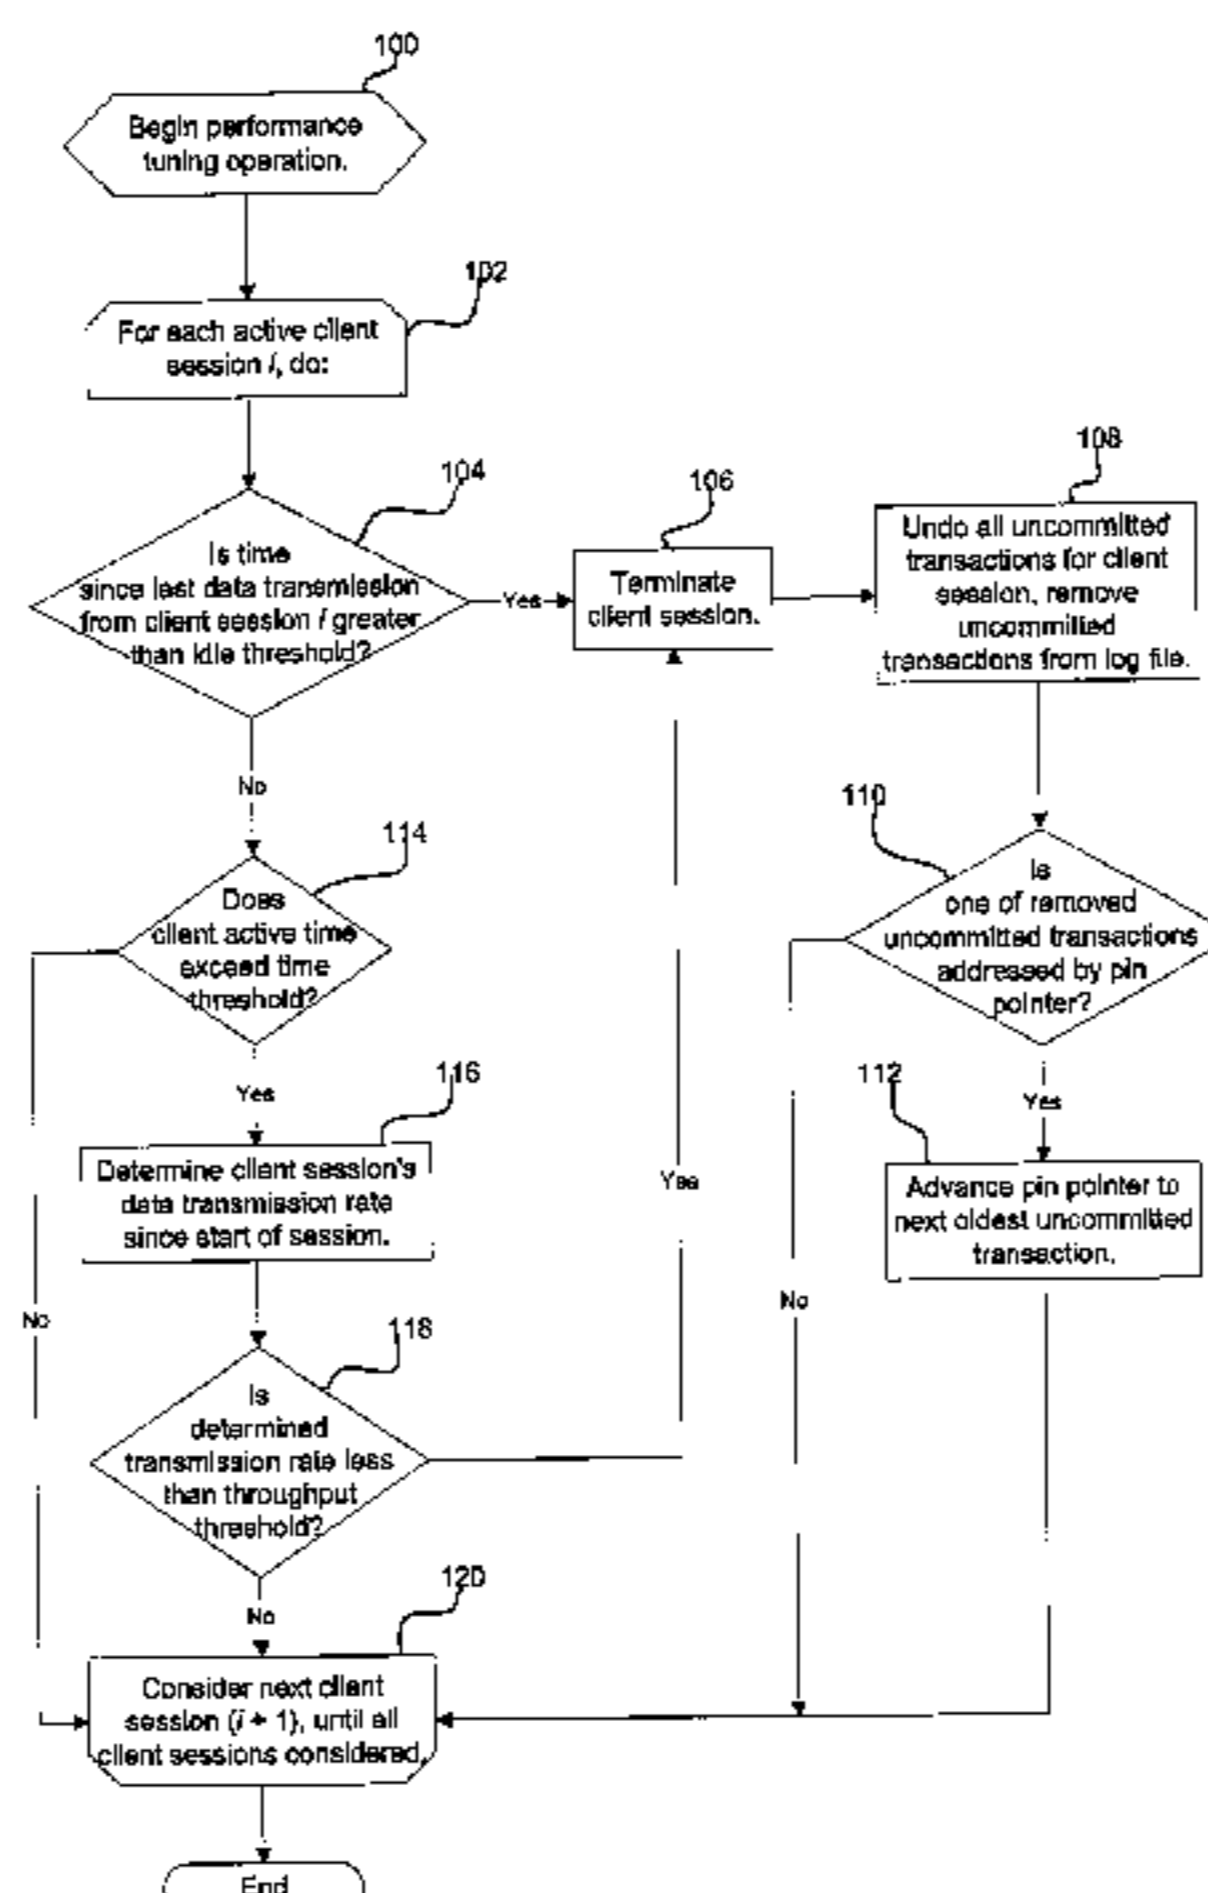 100
Begin performance
tuning operation.
102
For each active client
session i, do:
104
Is time
since last data transmission
from client session i greater
than idle threshold?
Yes
106
Terminate
client session.
108
Undo all uncommitted
transactions for client
session, remove
uncommitted
transactions from log file.
No
110
Is
one of removed
uncommitted transactions
addressed by pin
pointer?
114
Does
client active time
exceed time
threshold?
Yes
112
Yes
Advance pin pointer to
next oldest uncommitted
transaction.
116
Determine client session's
data transmission rate
since start of session.
Yes
No
No
118
Is
determined
transmission rate less
than throughput
threshold?
No
120
Consider next client
session (i + 1), until all
client sessions considered.
End